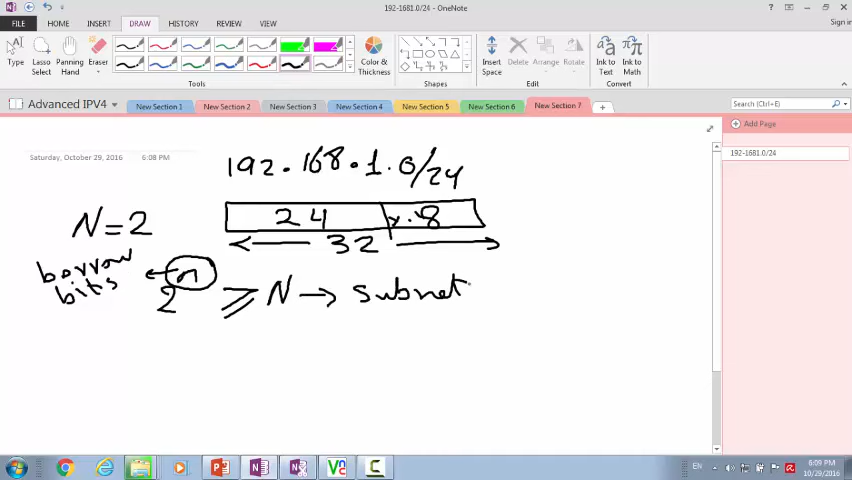 192-1681.0/24 - OneNote
FILE HOME INSERT DRAW HISTORY REVIEW VIEW
Sign in
Type Lasso Select Panning Hand Eraser Color & Thickness Insert Space Delete Arrange Rotate Ink to Text Ink to Math
Tools Shapes Edit Convert
Advanced IPV4 New Section 1 New Section 2 New Section 3 New Section 4 New Section 5 New Section 6 New Section 7 Search (Ctrl+E)
Add Page
192-1681.0/24
Saturday, October 29, 2016 6:08 PM
192.168.1.0/24
24 8
32
N=2
borrow bits
2^n ≥ N → subnet
EN 6:09 PM
10/29/2016